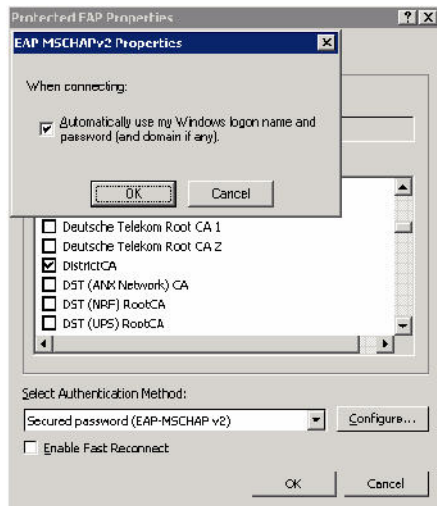 Protected EAP Properties
EAP MSCHAPv2 Properties
When connecting:
Automatically use my Windows logon name and
password (and domain if any).
OK
Cancel
Deutsche Telekom Root CA 1
Deutsche Telekom Root CA 2
DistrictCA
DST (ANX Network) CA
DST (NRF) RootCA
DST (UPS) RootCA
Select Authentication Method:
Secured password (EAP-MSCHAP v2)
Configure...
Enable Fast Reconnect
OK
Cancel